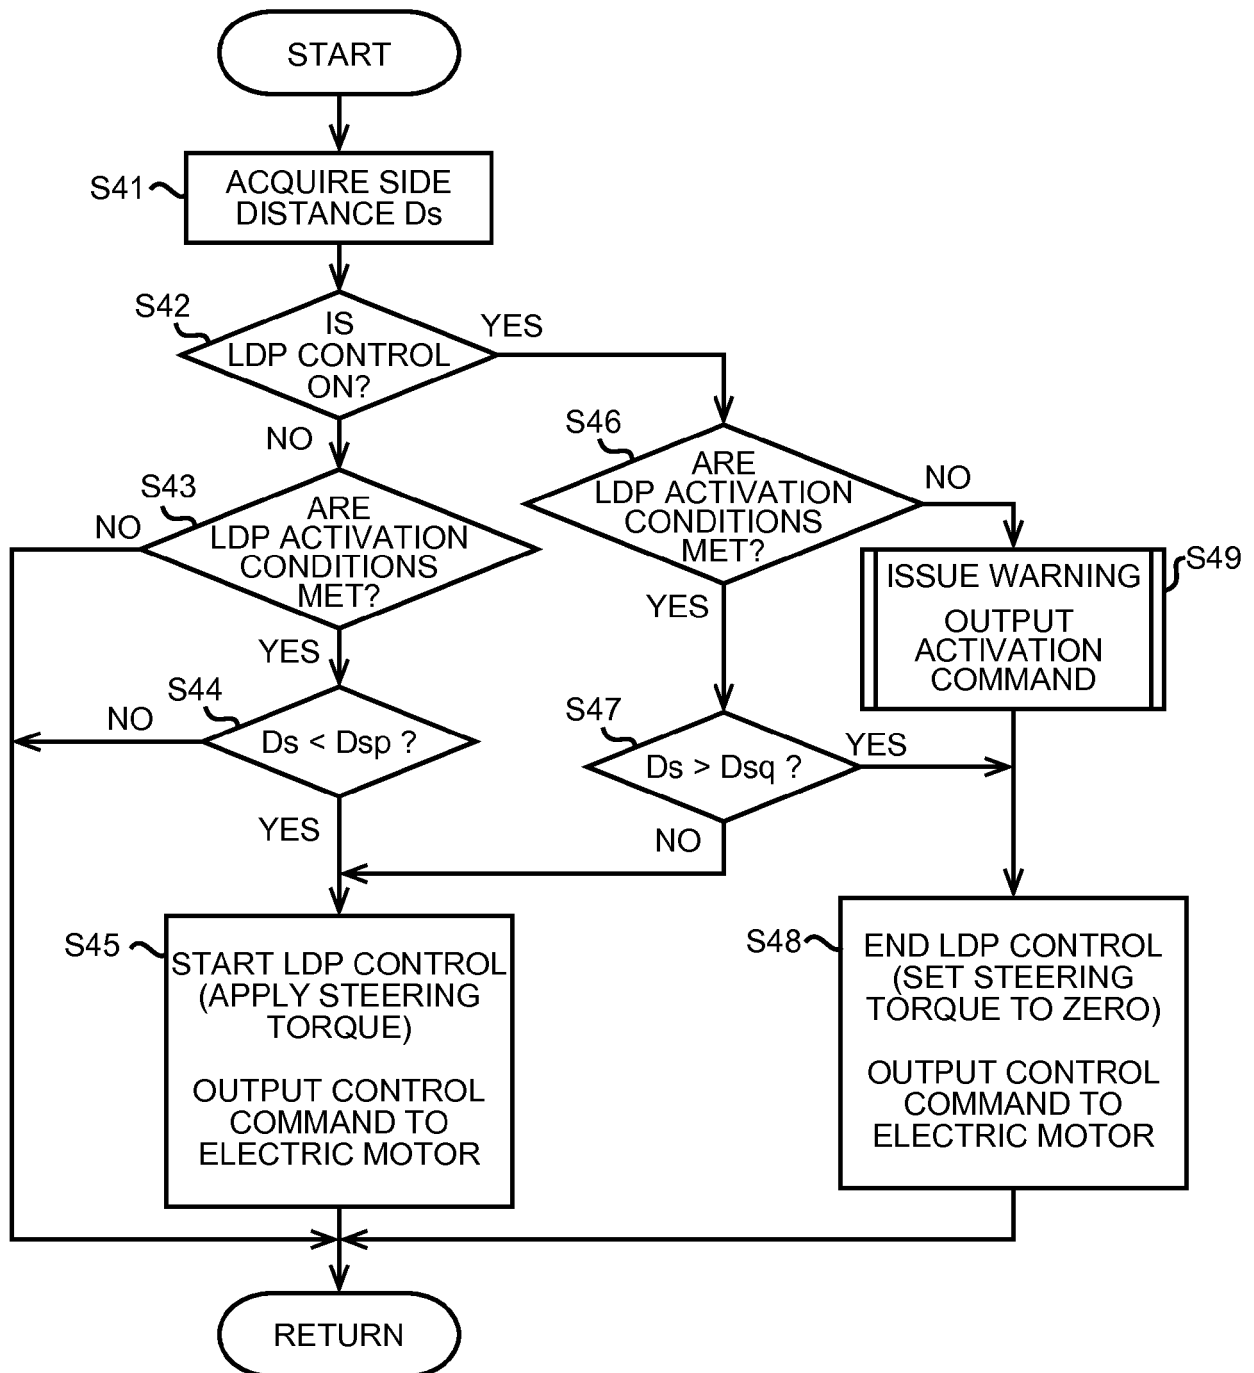 START
S41
ACQUIRE SIDE
DISTANCE Ds
S42
IS
LDP CONTROL
ON?
YES
NO
S43
ARE
LDP ACTIVATION
CONDITIONS
MET?
NO
YES
S44
Ds < Dsp ?
NO
YES
S45
START LDP CONTROL
(APPLY STEERING
TORQUE)
OUTPUT CONTROL
COMMAND TO
ELECTRIC MOTOR
S46
ARE
LDP ACTIVATION
CONDITIONS
MET?
NO
YES
S47
Ds > Dsq ?
YES
NO
S49
ISSUE WARNING
OUTPUT
ACTIVATION
COMMAND
S48
END LDP CONTROL
(SET STEERING
TORQUE TO ZERO)
OUTPUT CONTROL
COMMAND TO
ELECTRIC MOTOR
RETURN